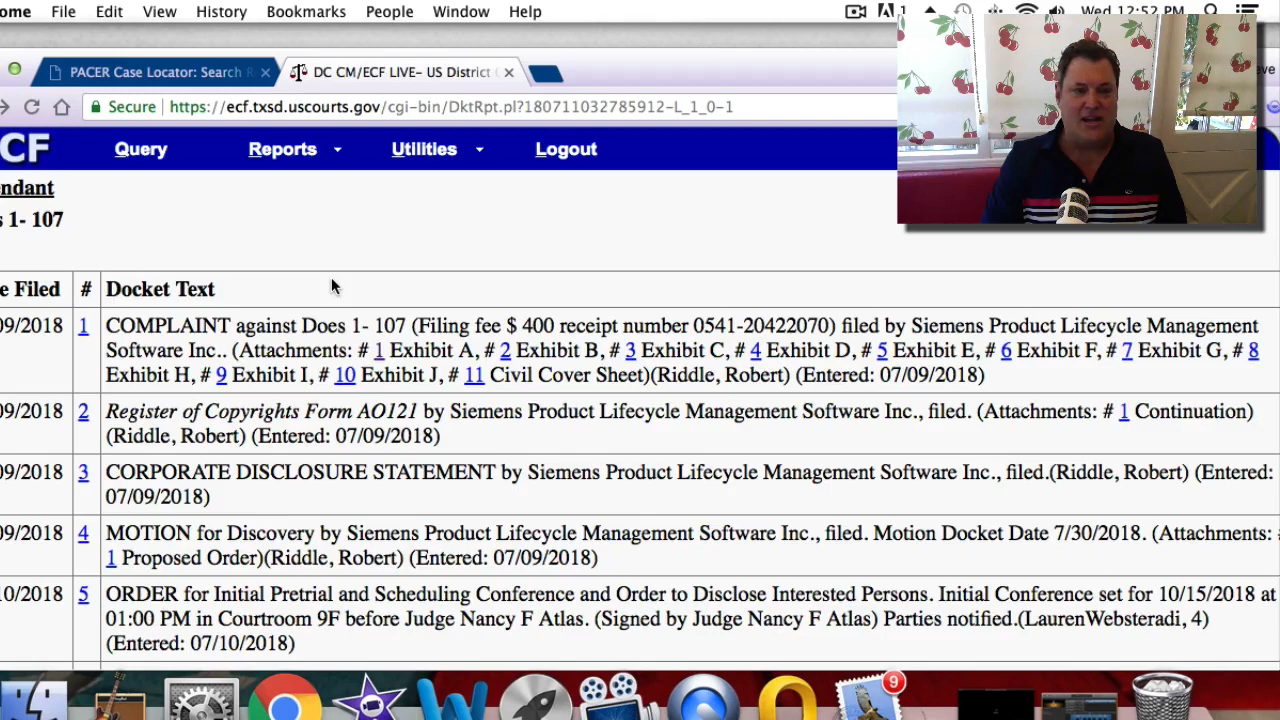 ome File Edit View History Bookmarks People Window Help 1 Wed 12:52 PM
PACER Case Locator: Search R DC CM/ECF LIVE- US District eve
Secure https://ecf.txsd.uscourts.gov/cgi-bin/DktRpt.pl?180711032785912-L_1_0-1
CF Query Reports Utilities Logout
ndant
s 1- 107
e Filed # Docket Text
09/2018 1 COMPLAINT against Does 1- 107 (Filing fee $ 400 receipt number 0541-20422070) filed by Siemens Product Lifecycle Management
Software Inc.. (Attachments: # 1 Exhibit A, # 2 Exhibit B, # 3 Exhibit C, # 4 Exhibit D, # 5 Exhibit E, # 6 Exhibit F, # 7 Exhibit G, # 8
Exhibit H, # 9 Exhibit I, # 10 Exhibit J, # 11 Civil Cover Sheet)(Riddle, Robert) (Entered: 07/09/2018)
09/2018 2 Register of Copyrights Form AO121 by Siemens Product Lifecycle Management Software Inc., filed. (Attachments: # 1 Continuation)
(Riddle, Robert) (Entered: 07/09/2018)
09/2018 3 CORPORATE DISCLOSURE STATEMENT by Siemens Product Lifecycle Management Software Inc., filed.(Riddle, Robert) (Entered:
07/09/2018)
09/2018 4 MOTION for Discovery by Siemens Product Lifecycle Management Software Inc., filed. Motion Docket Date 7/30/2018. (Attachments: #
1 Proposed Order)(Riddle, Robert) (Entered: 07/09/2018)
10/2018 5 ORDER for Initial Pretrial and Scheduling Conference and Order to Disclose Interested Persons. Initial Conference set for 10/15/2018 at
01:00 PM in Courtroom 9F before Judge Nancy F Atlas. (Signed by Judge Nancy F Atlas) Parties notified.(LaurenWebsteradi, 4)
(Entered: 07/10/2018)
9